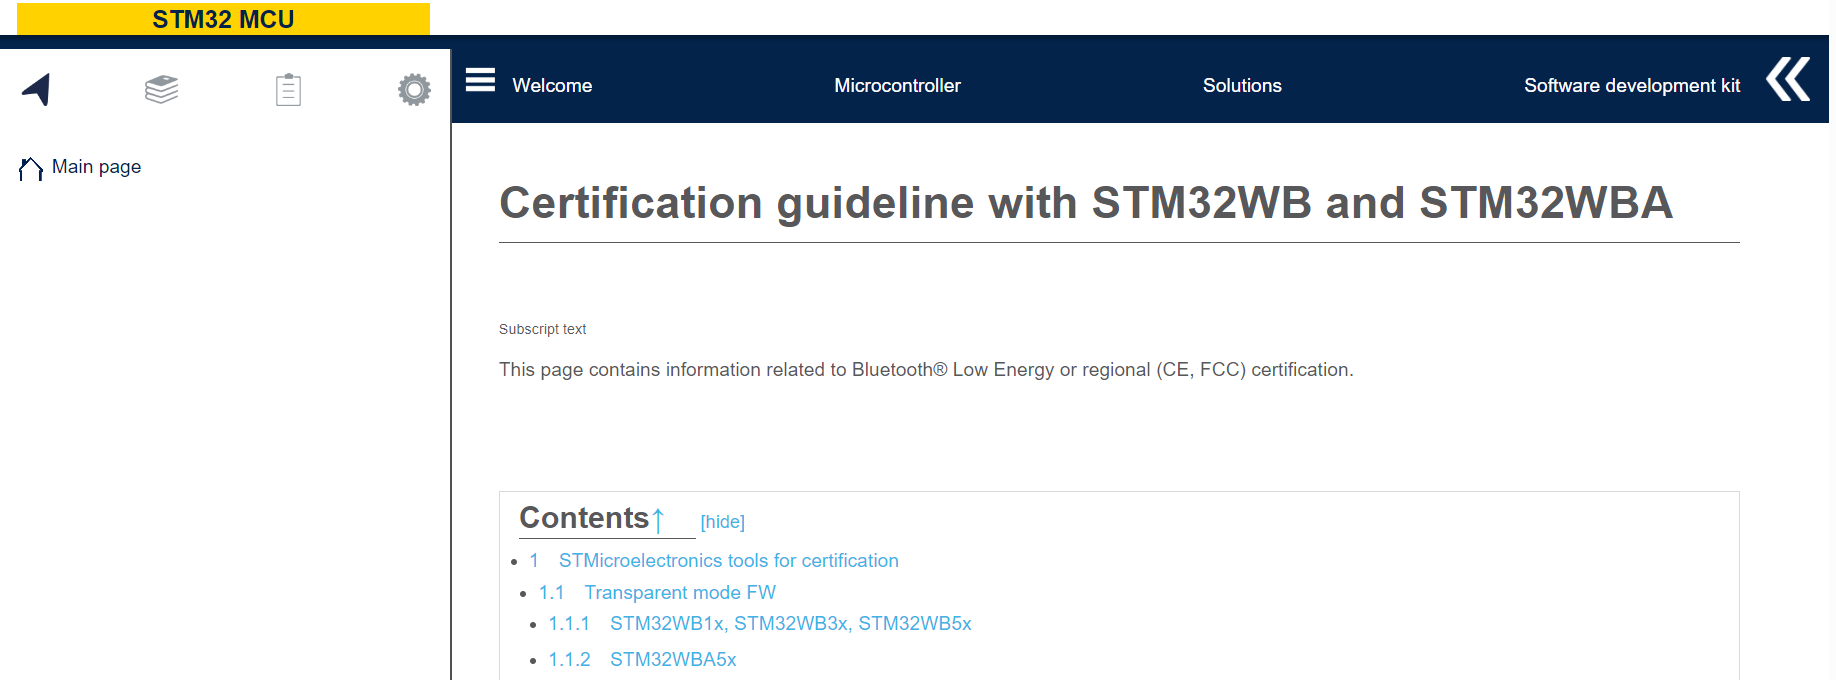 STM32 MCU
Welcome
Microcontroller
Solutions
Software development kit
Main page
Certification guideline with STM32WB and STM32WBA
Subscript text
This page contains information related to Bluetooth® Low Energy or regional (CE, FCC) certification.
Contents↑ [hide]
• 1 STMicroelectronics tools for certification
• 1.1 Transparent mode FW
• 1.1.1 STM32WB1x, STM32WB3x, STM32WB5x
• 1.1.2 STM32WBA5x